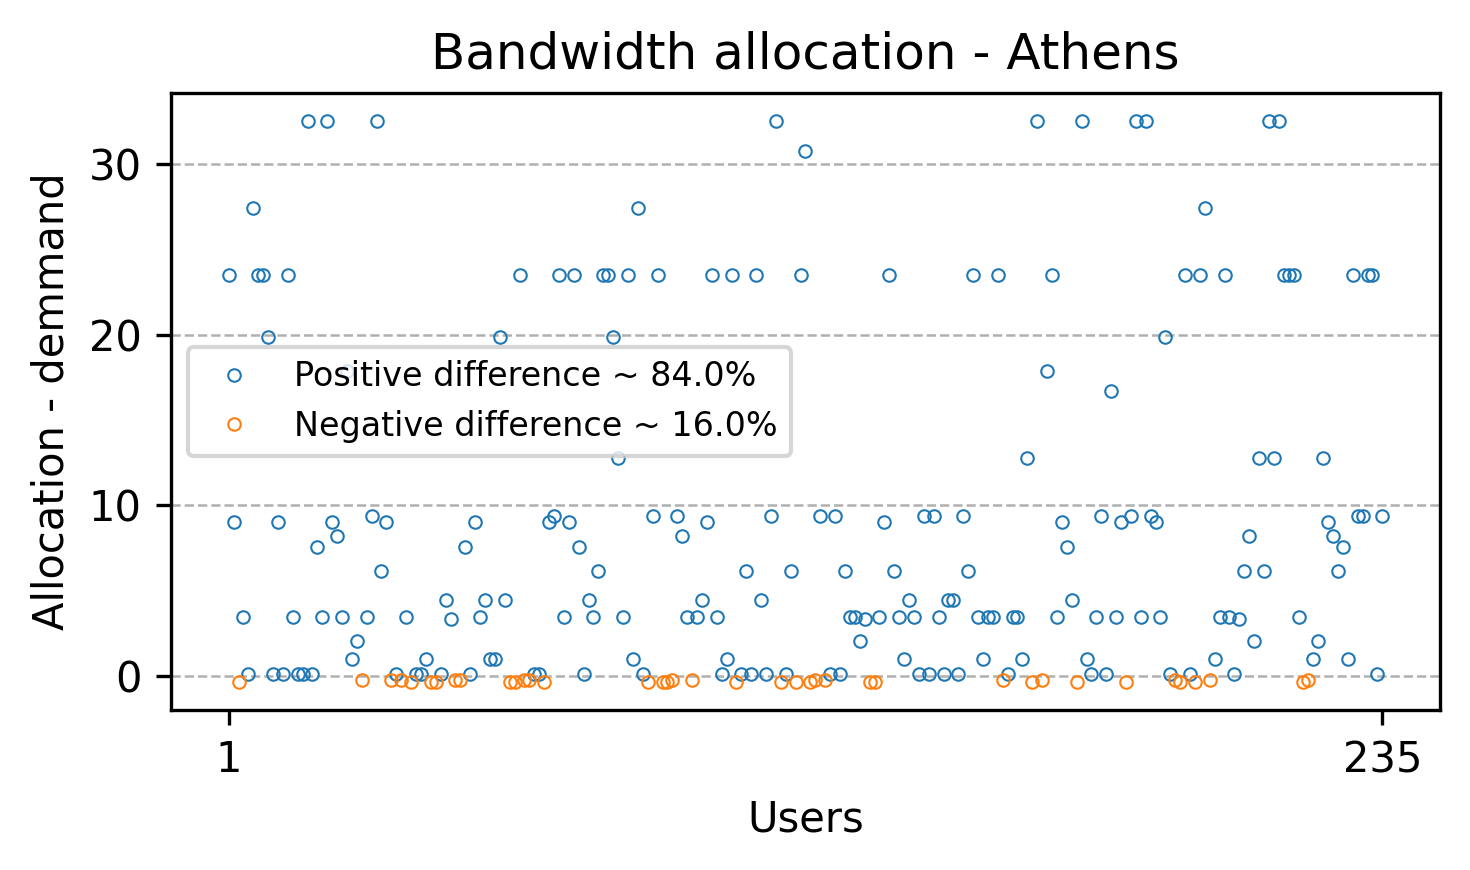 Bandwidth allocation - Athens
Allocation - demmand
30
20
10
0
Positive difference ~ 84.0%
Negative difference ~ 16.0%
1
235
Users